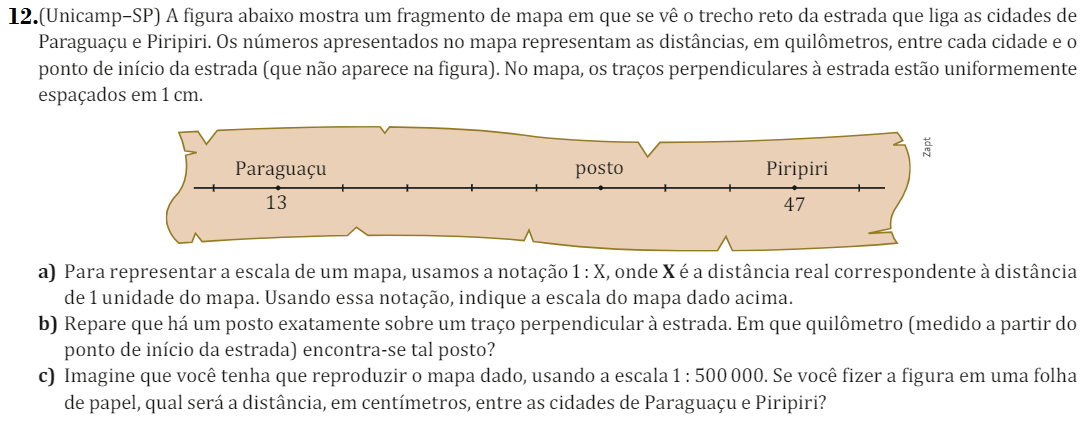 12.(Unicamp–SP) A figura abaixo mostra um fragmento de mapa em que se vê o trecho reto da estrada que liga as cidades de
Paraguaçu e Piripiri. Os números apresentados no mapa representam as distâncias, em quilômetros, entre cada cidade e o
ponto de início da estrada (que não aparece na figura). No mapa, os traços perpendiculares à estrada estão uniformemente
espaçados em 1 cm.
Paraguaçu posto Piripiri
13 47
Zapt
a) Para representar a escala de um mapa, usamos a notação 1 : X, onde X é a distância real correspondente à distância
de 1 unidade do mapa. Usando essa notação, indique a escala do mapa dado acima.
b) Repare que há um posto exatamente sobre um traço perpendicular à estrada. Em que quilômetro (medido a partir do
ponto de início da estrada) encontra-se tal posto?
c) Imagine que você tenha que reproduzir o mapa dado, usando a escala 1 : 500 000. Se você fizer a figura em uma folha
de papel, qual será a distância, em centímetros, entre as cidades de Paraguaçu e Piripiri?